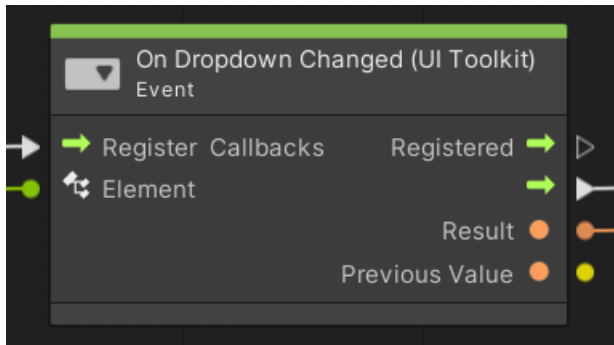 On Dropdown Changed (UI Toolkit)
Event
Register Callbacks Registered
Element
Result
Previous Value